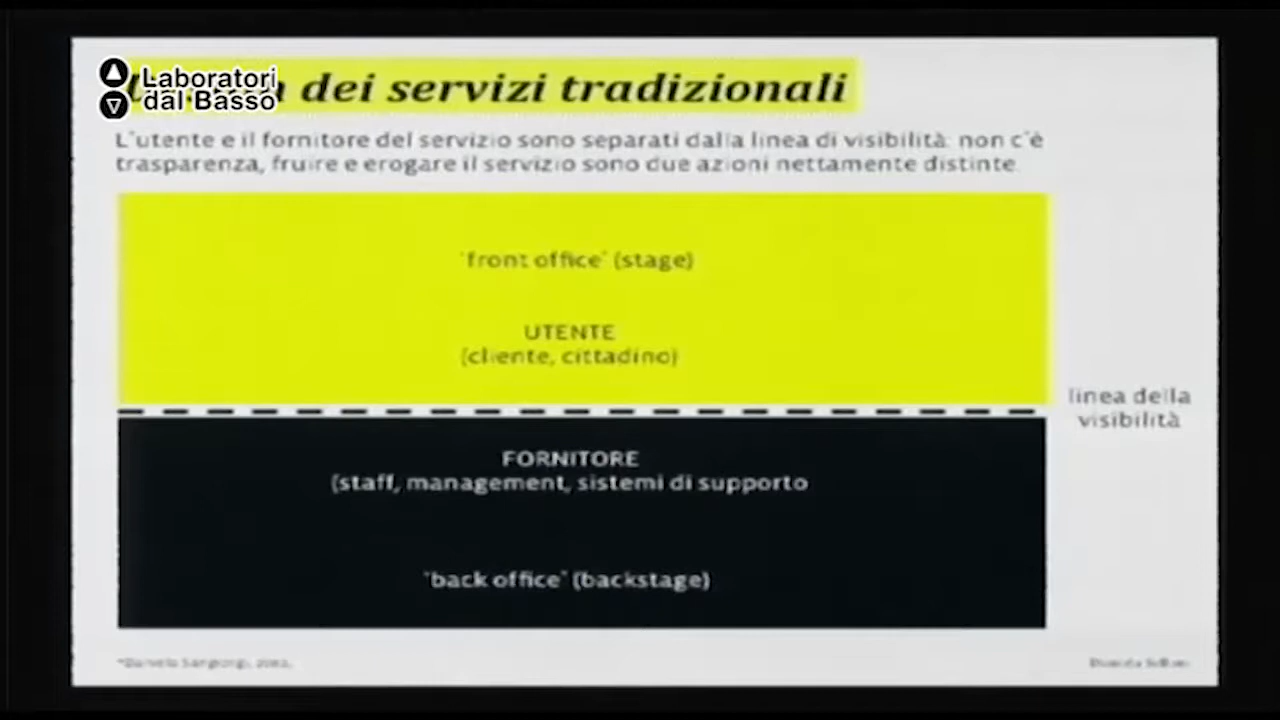 Laboratori
dal Basso
dei servizi tradizionali
L'utente e il fornitore del servizio sono separati dalla linea di visibilità: non c'è
trasparenza, fruire e erogare il servizio sono due azioni nettamente distinte.
"front office" (stage)
UTENTE
(cliente, cittadino)
linea della
visibilità
FORNITORE
(staff, management, sistemi di supporto
"back office" (backstage)